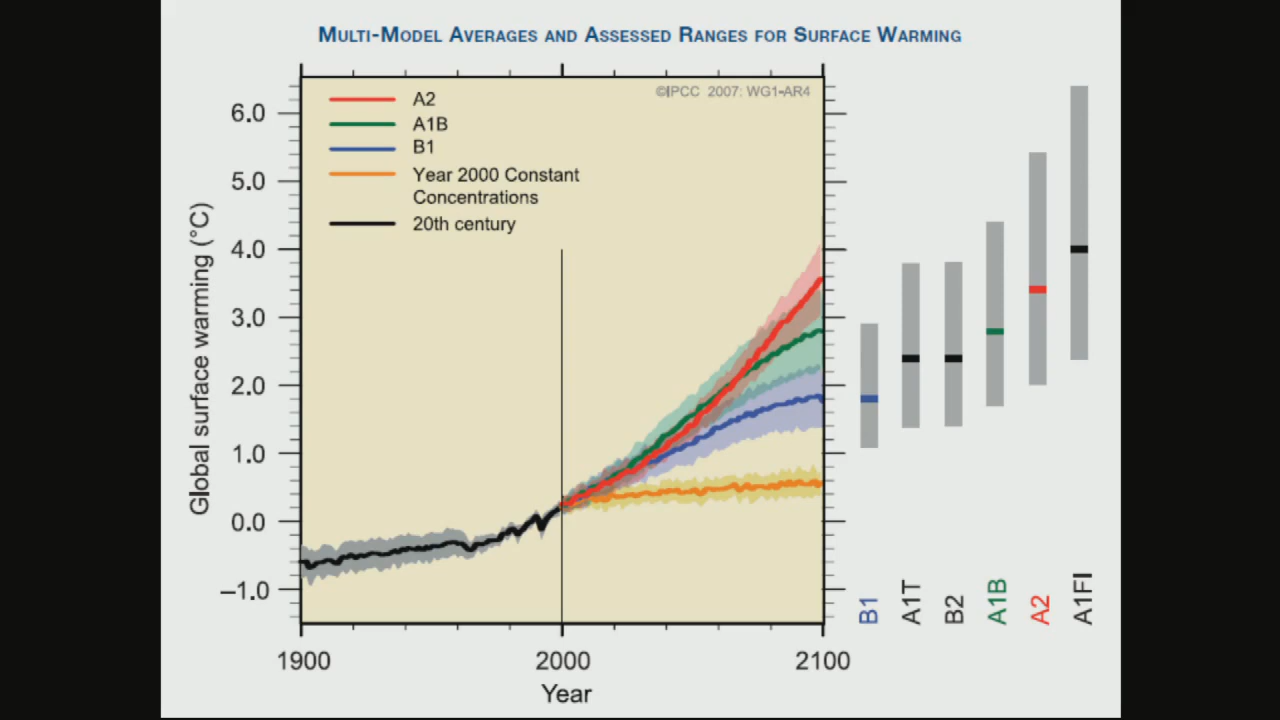 MULTI-MODEL AVERAGES AND ASSESSED RANGES FOR SURFACE WARMING
©IPCC 2007: WG1-AR4
A2
A1B
B1
Year 2000 Constant
Concentrations
20th century
Global surface warming (°C)
6.0
5.0
4.0
3.0
2.0
1.0
0.0
–1.0
1900
2000
2100
Year
B1
A1T
B2
A1B
A2
A1FI